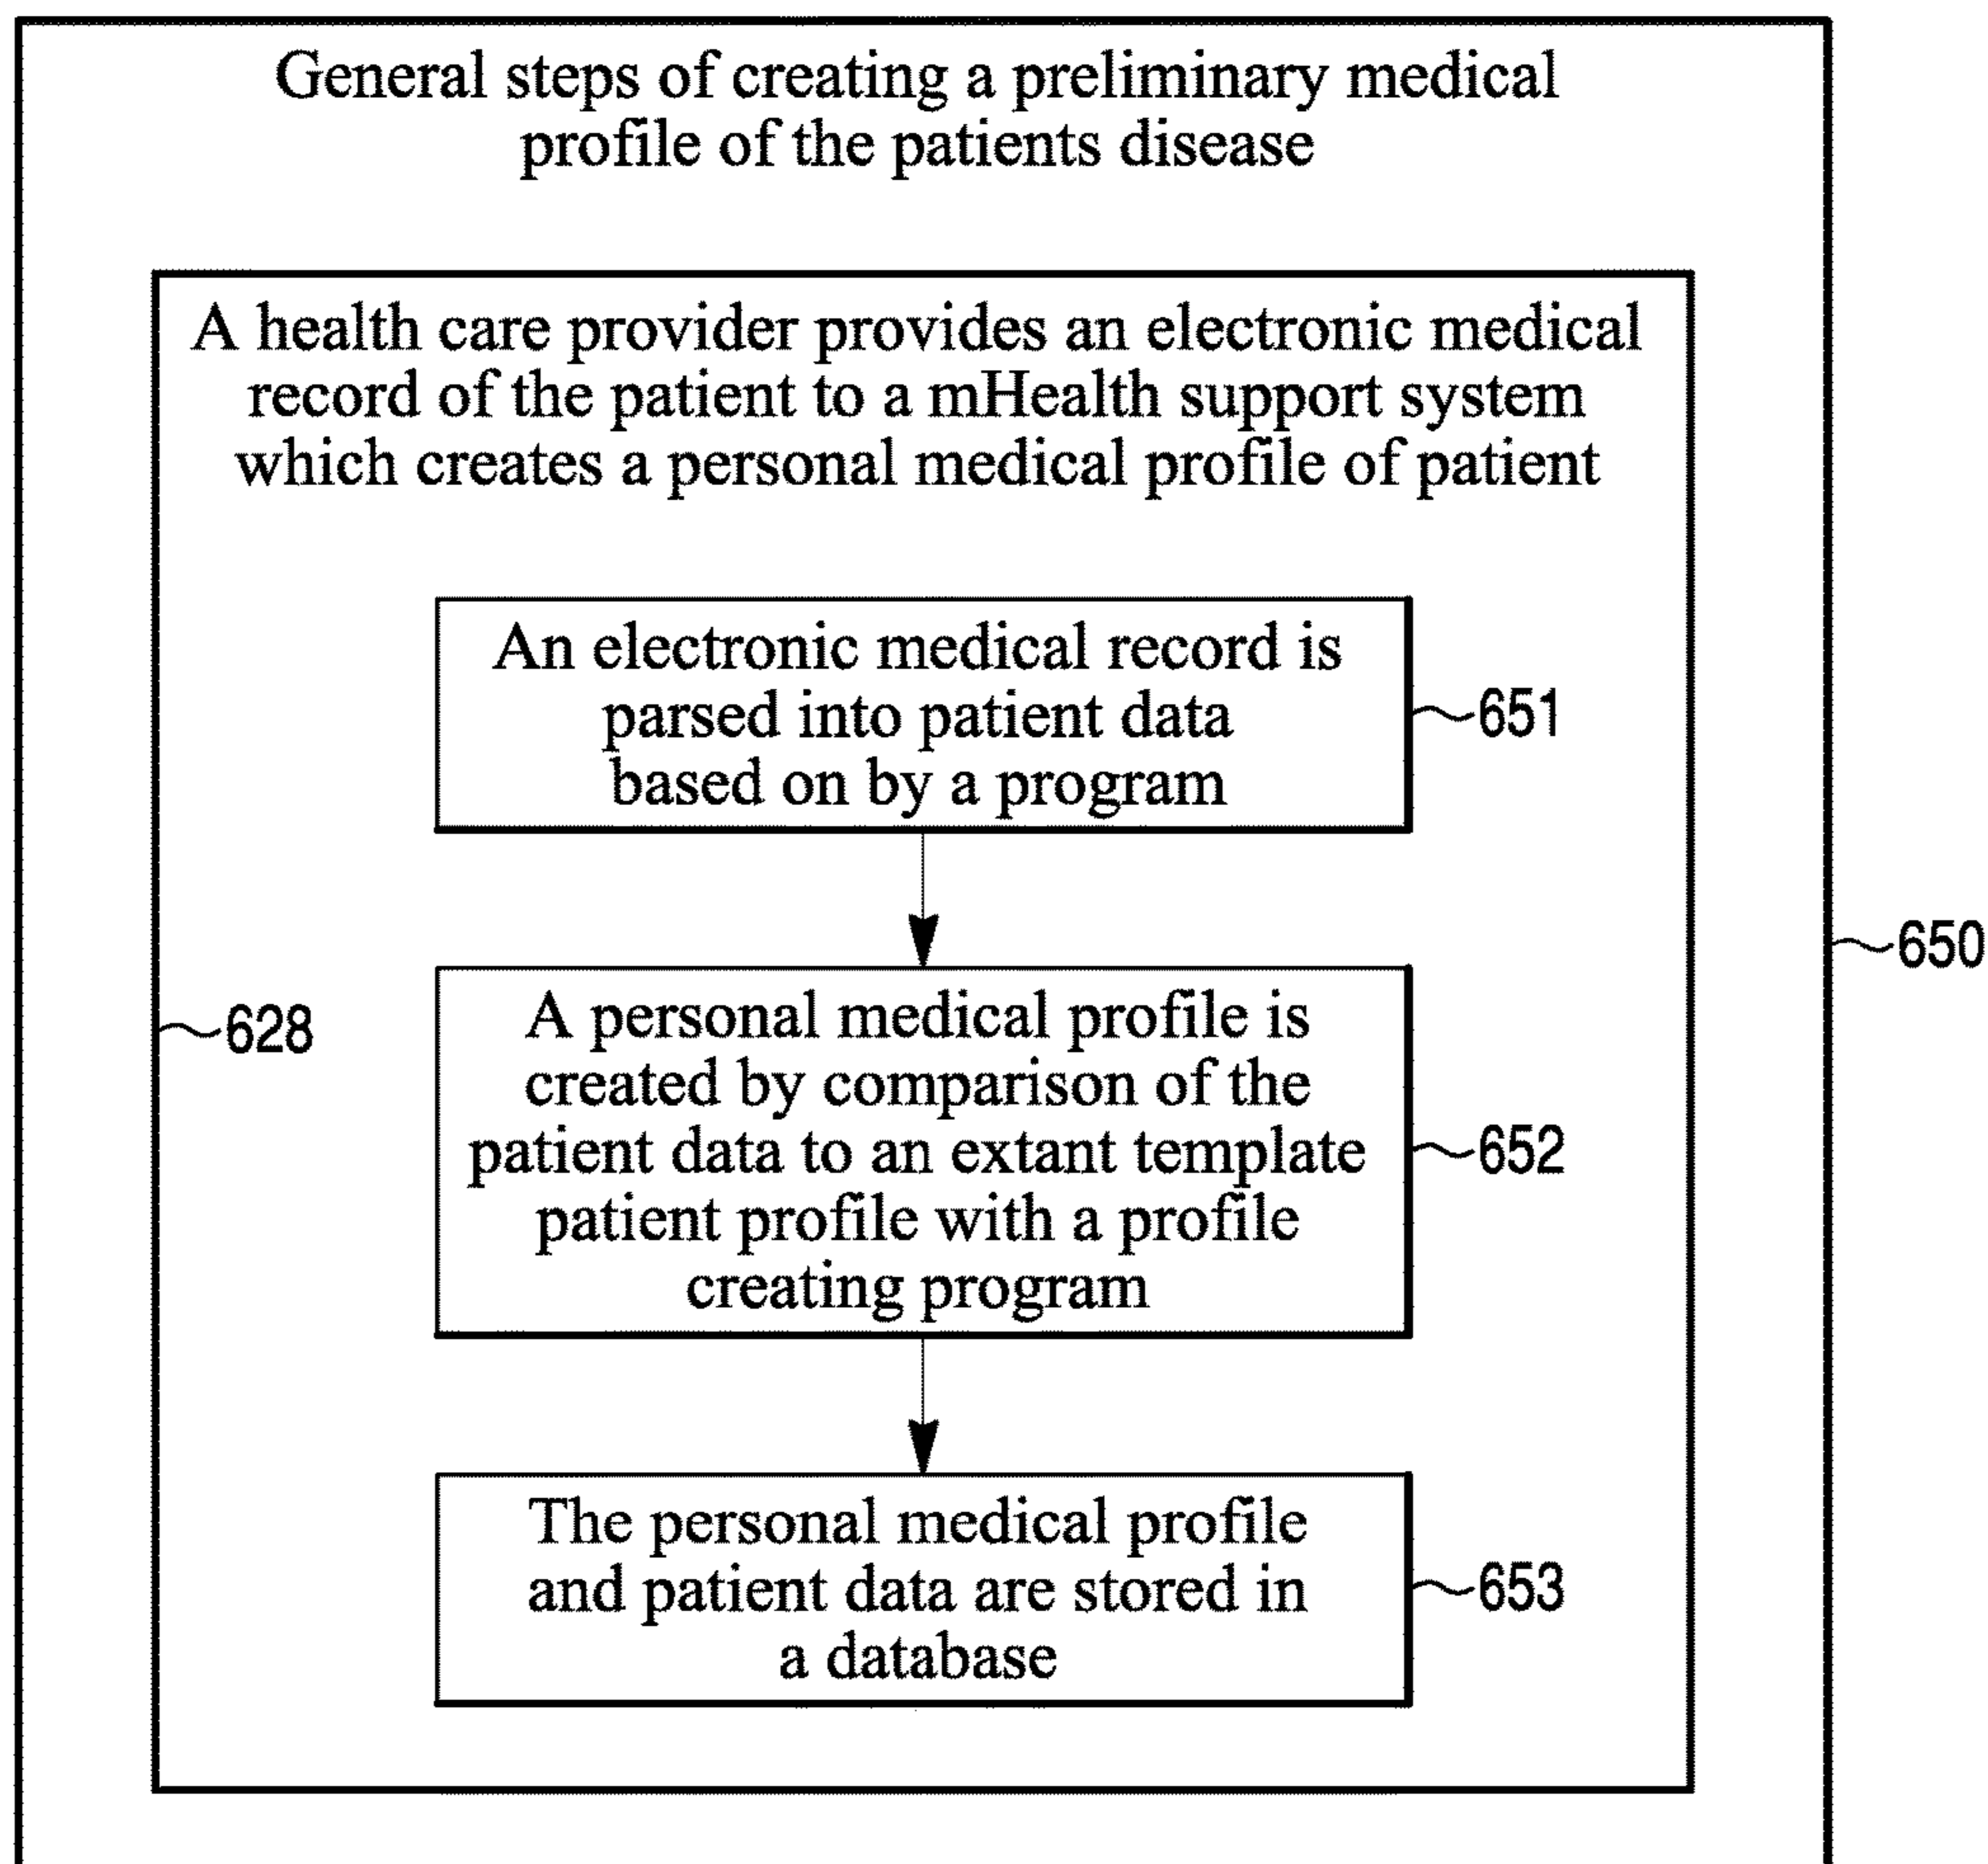 General steps of creating a preliminary medical
profile of the patients disease
A health care provider provides an electronic medical
record of the patient to a mHealth support system
which creates a personal medical profile of patient
An electronic medical record is
parsed into patient data
based on by a program
651
650
628
A personal medical profile is
created by comparison of the
patient data to an extant template
patient profile with a profile
creating program
652
The personal medical profile
and patient data are stored in
a database
653